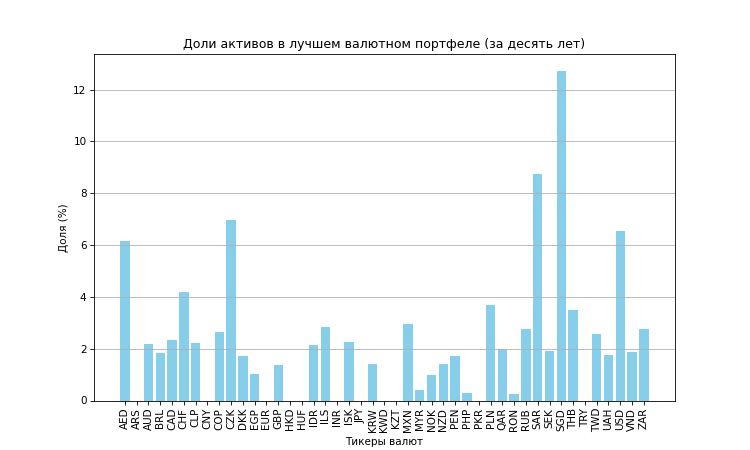 Доли активов в лучшем валютном портфеле (за десять лет)
Доля (%)
12
10
8
6
4
2
0
AED ARS AUD BRL CAD CHF CLP CNY COP CZK DKK EGP EUR GBP HKD HUF IDR ILS INR ISK JPY KRW KWD KZT MXN MYR NOK NZD PEN PHP PKR PLN QAR RON RUB SAR SEK SGD THB TRY TWD UAH USD VND ZAR
Тикеры валют